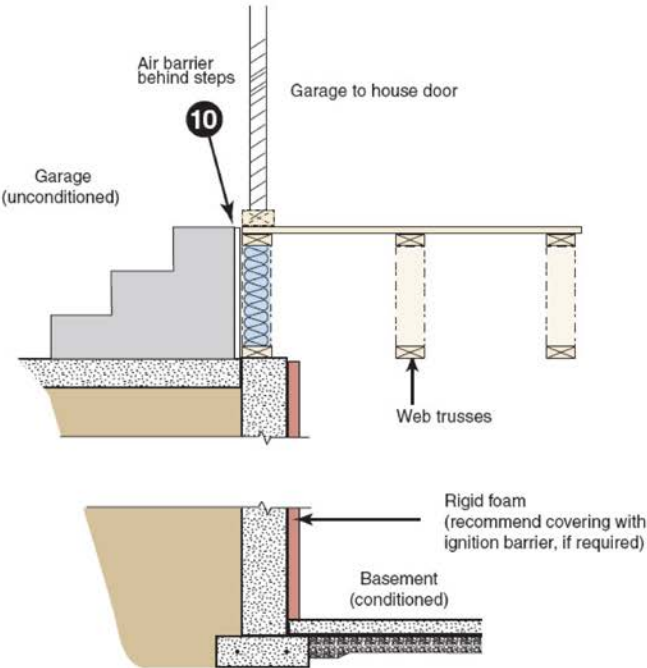 Air barrier
behind steps
10
Garage to house door
Garage
(unconditioned)
Web trusses
Rigid foam
(recommend covering with
ignition barrier, if required)
Basement
(conditioned)